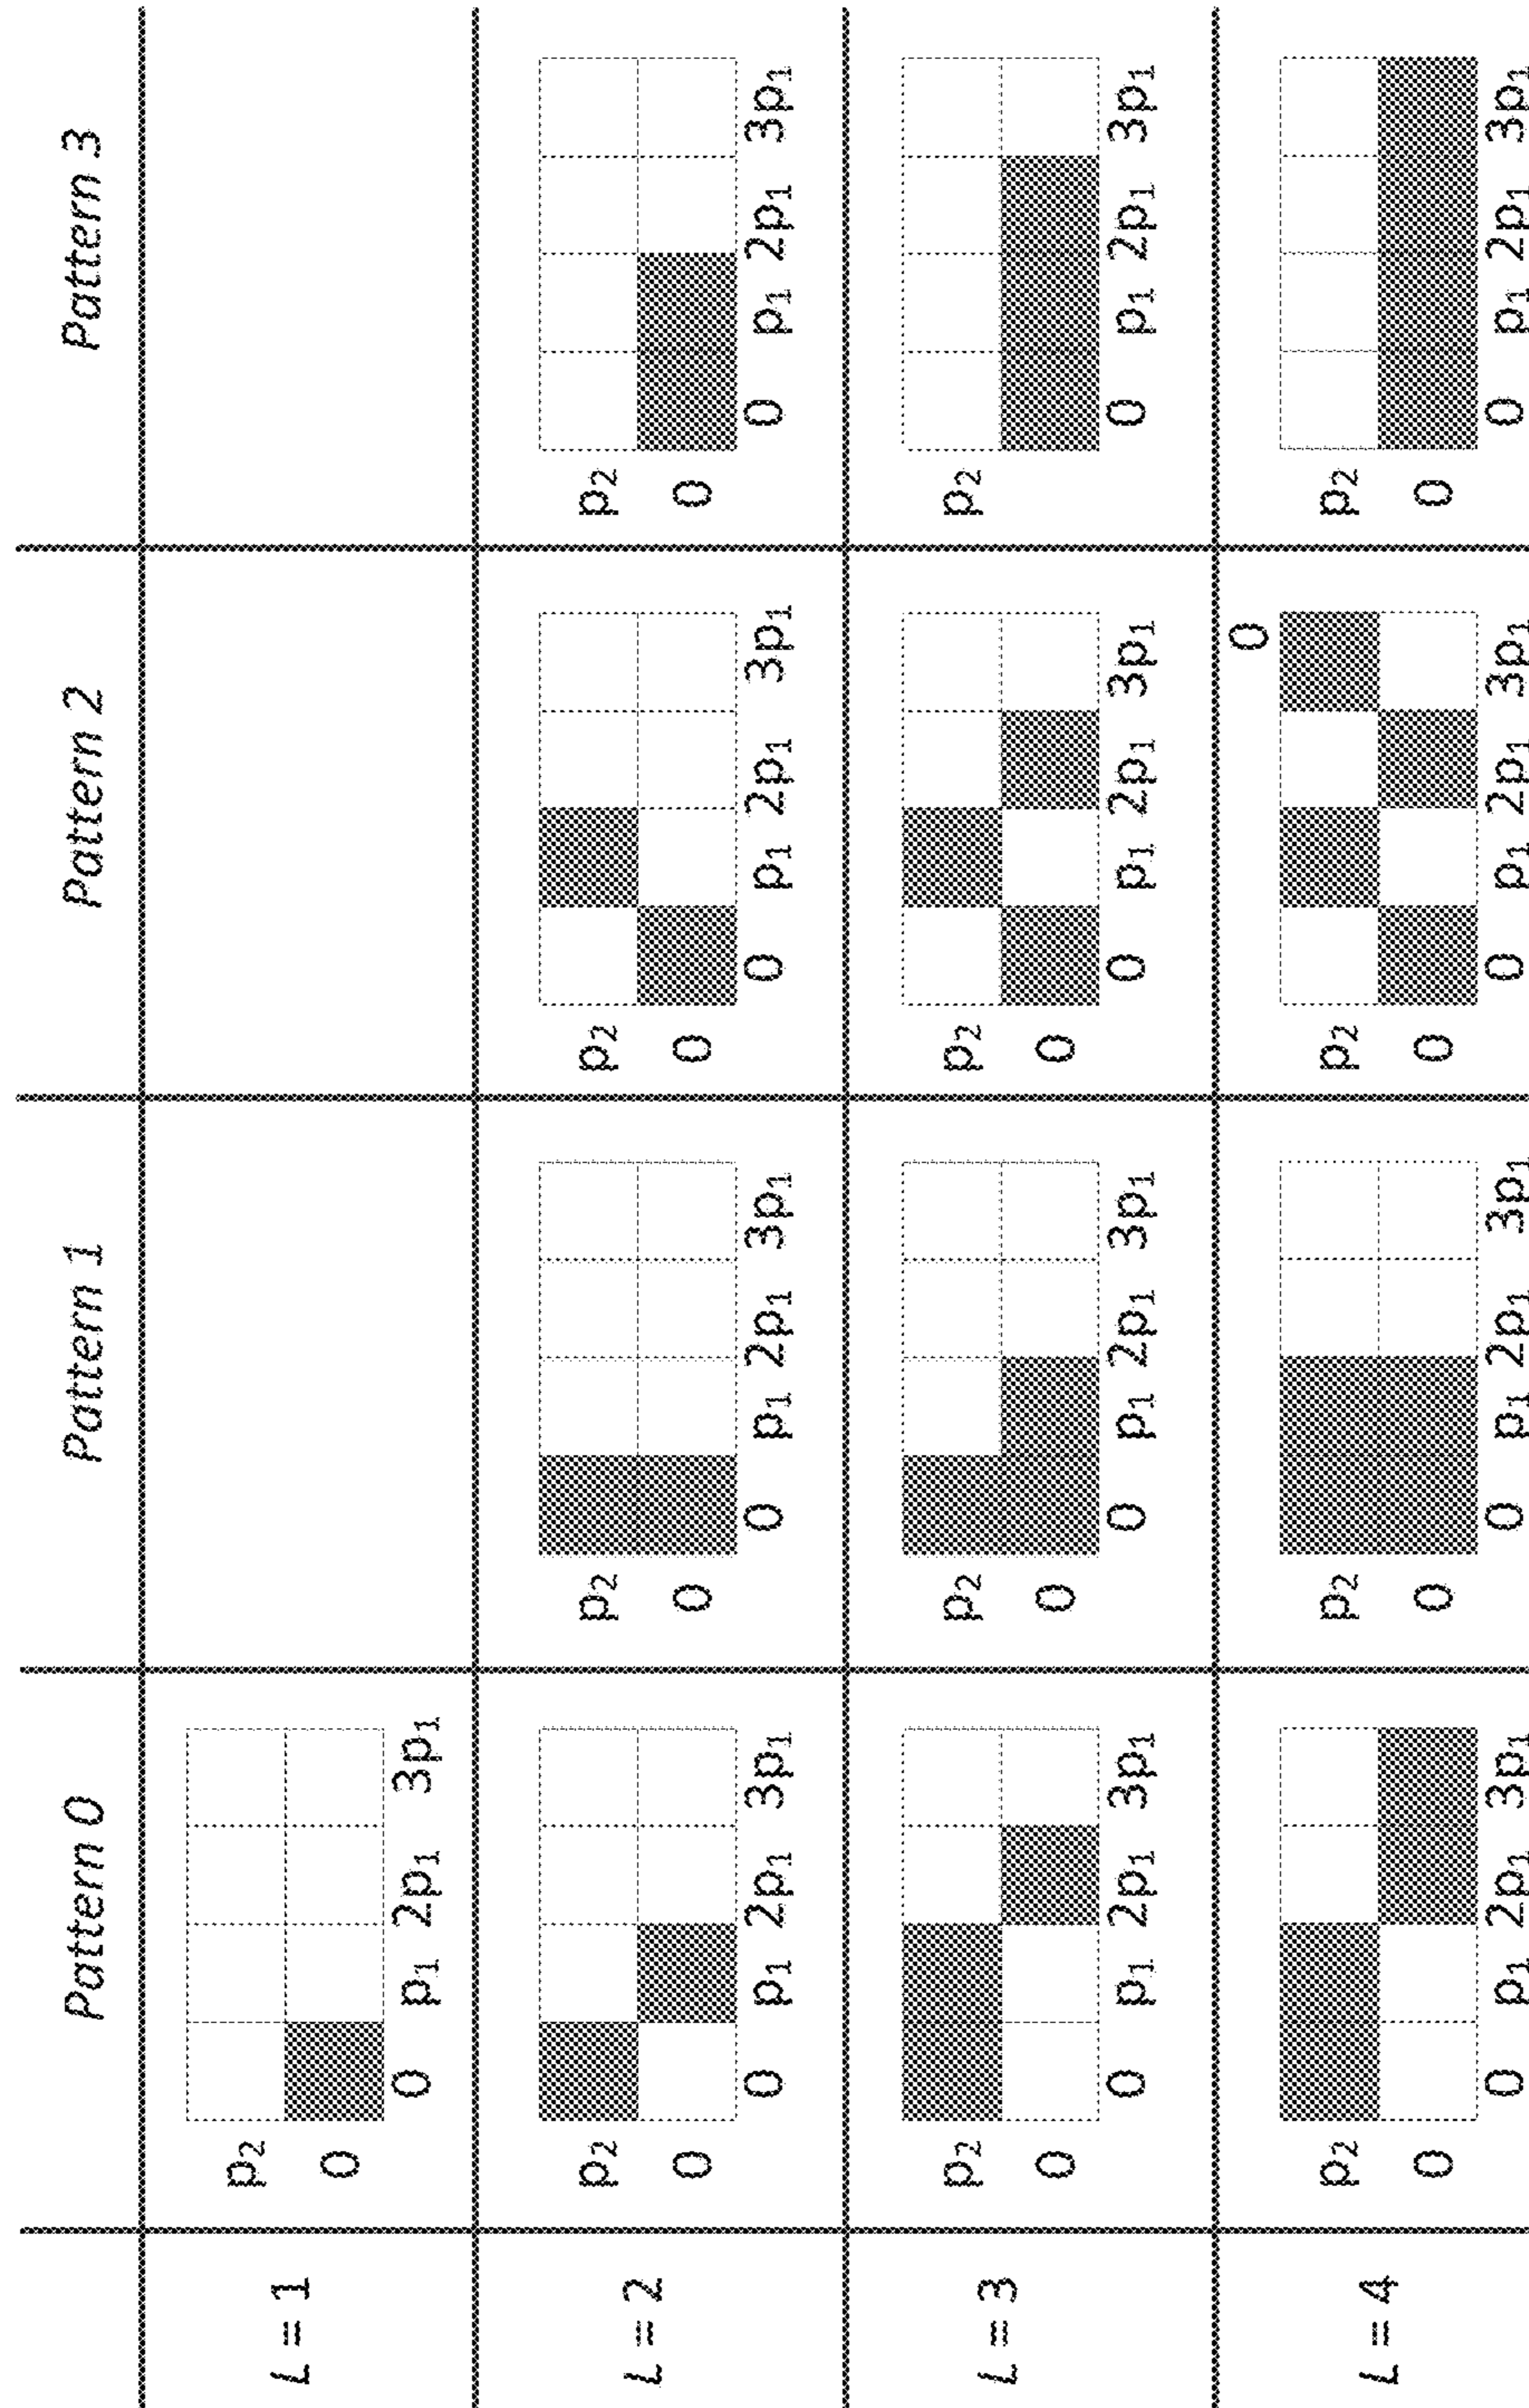 Pattern 0 Pattern 1 Pattern 2 Pattern 3
p₂
L = 1
0
0 p₁ 2p₁ 3p₁
p₂ p₂ p₂ p₂
L = 2
0 0 0 0
0 p₁ 2p₁ 3p₁ 0 p₁ 2p₁ 3p₁ 0 p₁ 2p₁ 3p₁ 0 p₁ 2p₁ 3p₁
p₂ p₂ p₂ p₂
L = 3
0 0 0
0 p₁ 2p₁ 3p₁ 0 p₁ 2p₁ 3p₁ 0 p₁ 2p₁ 3p₁ 0 p₁ 2p₁ 3p₁
0
p₂ p₂ p₂ p₂
L = 4
0 0 0 0
0 p₁ 2p₁ 3p₁ 0 p₁ 2p₁ 3p₁ 0 p₁ 2p₁ 3p₁ 0 p₁ 2p₁ 3p₁